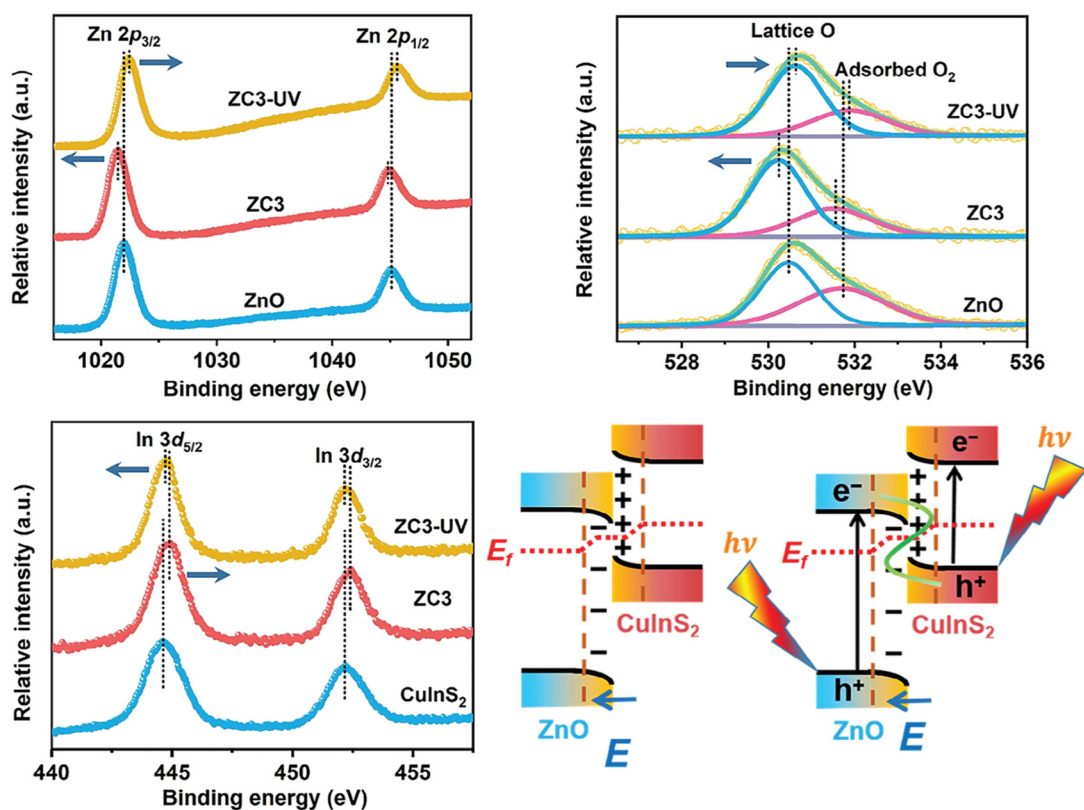 Zn 2p3/2
Zn 2p1/2
ZC3-UV
ZC3
ZnO
Relative intensity (a.u.)
1020 1030 1040 1050
Binding energy (eV)
Lattice O
Adsorbed O2
ZC3-UV
ZC3
ZnO
Relative intensity (a.u.)
528 530 532 534 536
Binding energy (eV)
In 3d5/2
In 3d3/2
ZC3-UV
ZC3
CuInS2
Relative intensity (a.u.)
440 445 450 455
Binding energy (eV)
Ef
+
+
+
+
+
−
−
−
−
CuInS2
ZnO
E
hν
e−
e−
hν
Ef
+
+
+
+
+
−
−
−
−
h+
CuInS2
h+
ZnO
E